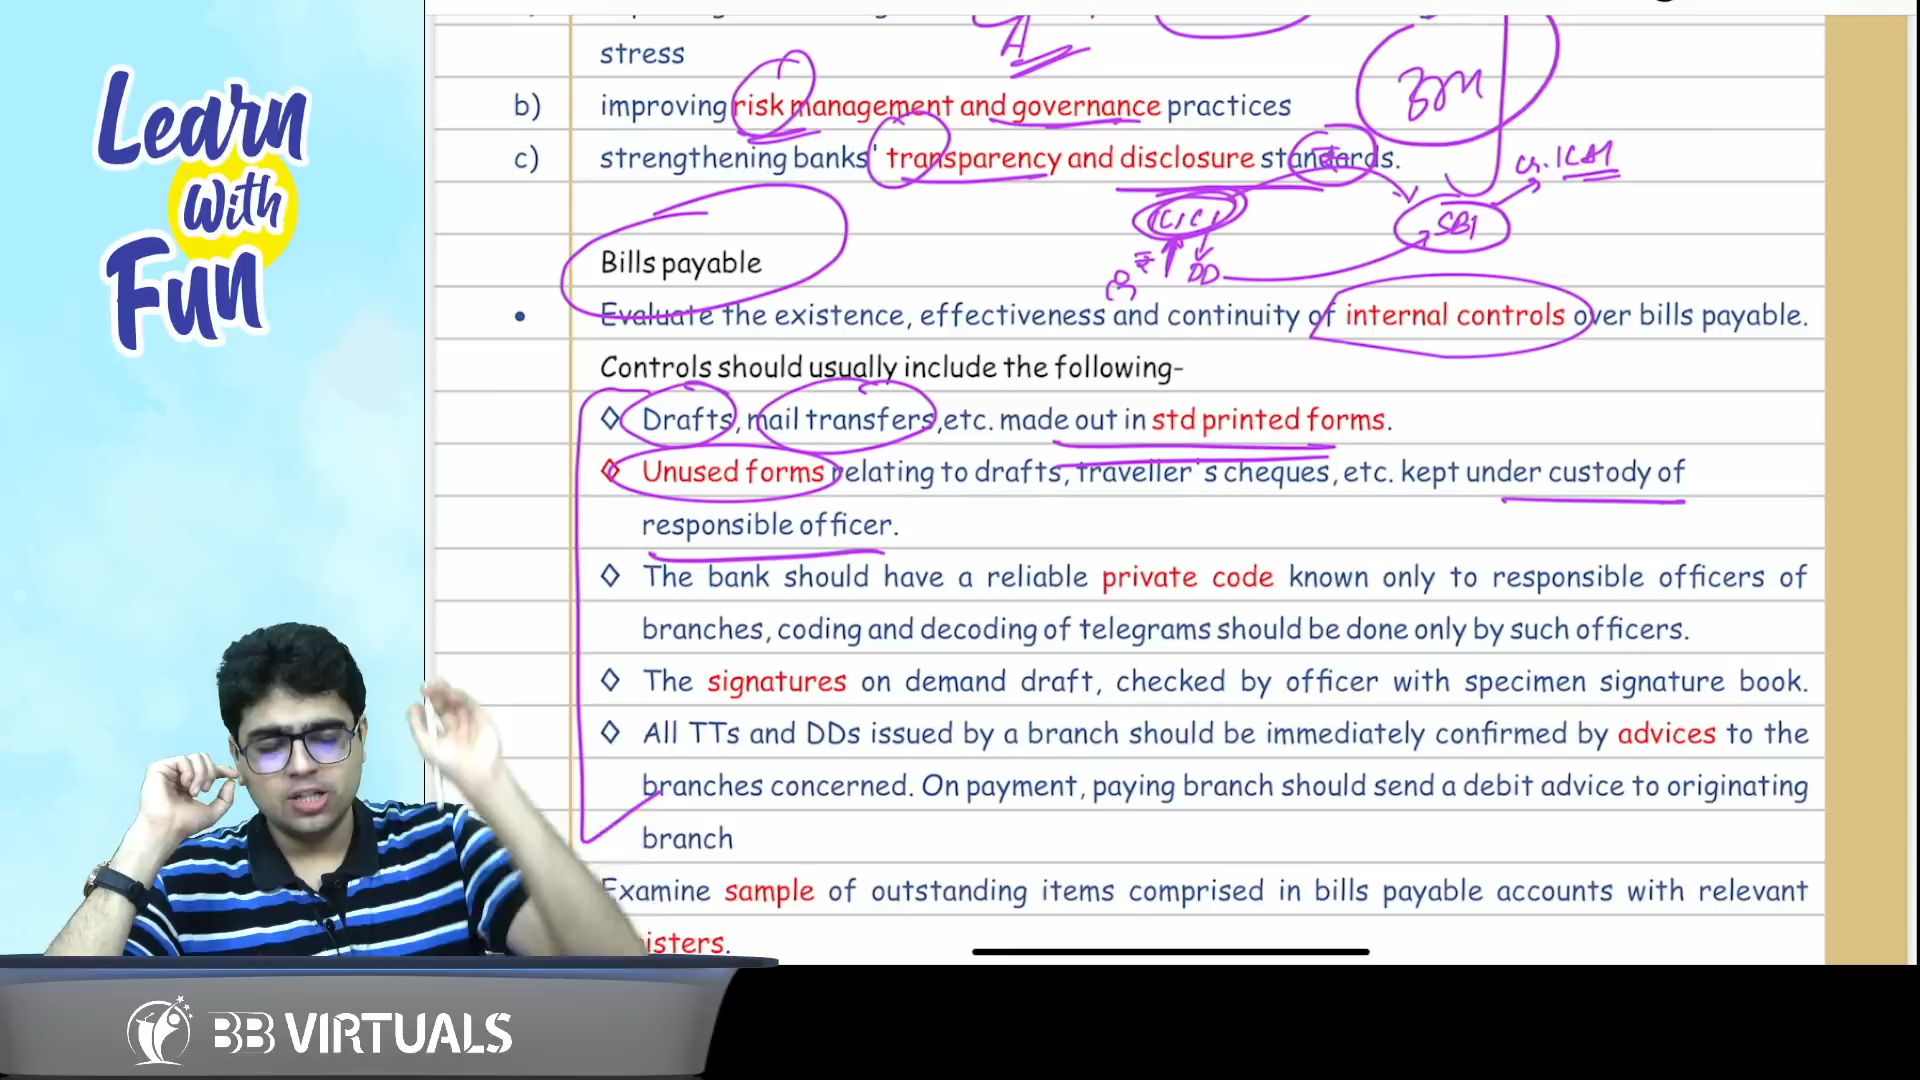 Learn
with
Fun
stress
b) improving risk management and governance practices
c) strengthening banks' transparency and disclosure standards.
BM
Cr. ICAI
ICICI
SBI
DD
Bills payable
• Evaluate the existence, effectiveness and continuity of internal controls over bills payable.
Controls should usually include the following-
◊ Drafts, mail transfers,etc. made out in std printed forms.
◊ Unused forms relating to drafts, traveller's cheques, etc. kept under custody of
responsible officer.
◊ The bank should have a reliable private code known only to responsible officers of
branches, coding and decoding of telegrams should be done only by such officers.
◊ The signatures on demand draft, checked by officer with specimen signature book.
◊ All TTs and DDs issued by a branch should be immediately confirmed by advices to the
branches concerned. On payment, paying branch should send a debit advice to originating
branch
Examine sample of outstanding items comprised in bills payable accounts with relevant
BB VIRTUALS